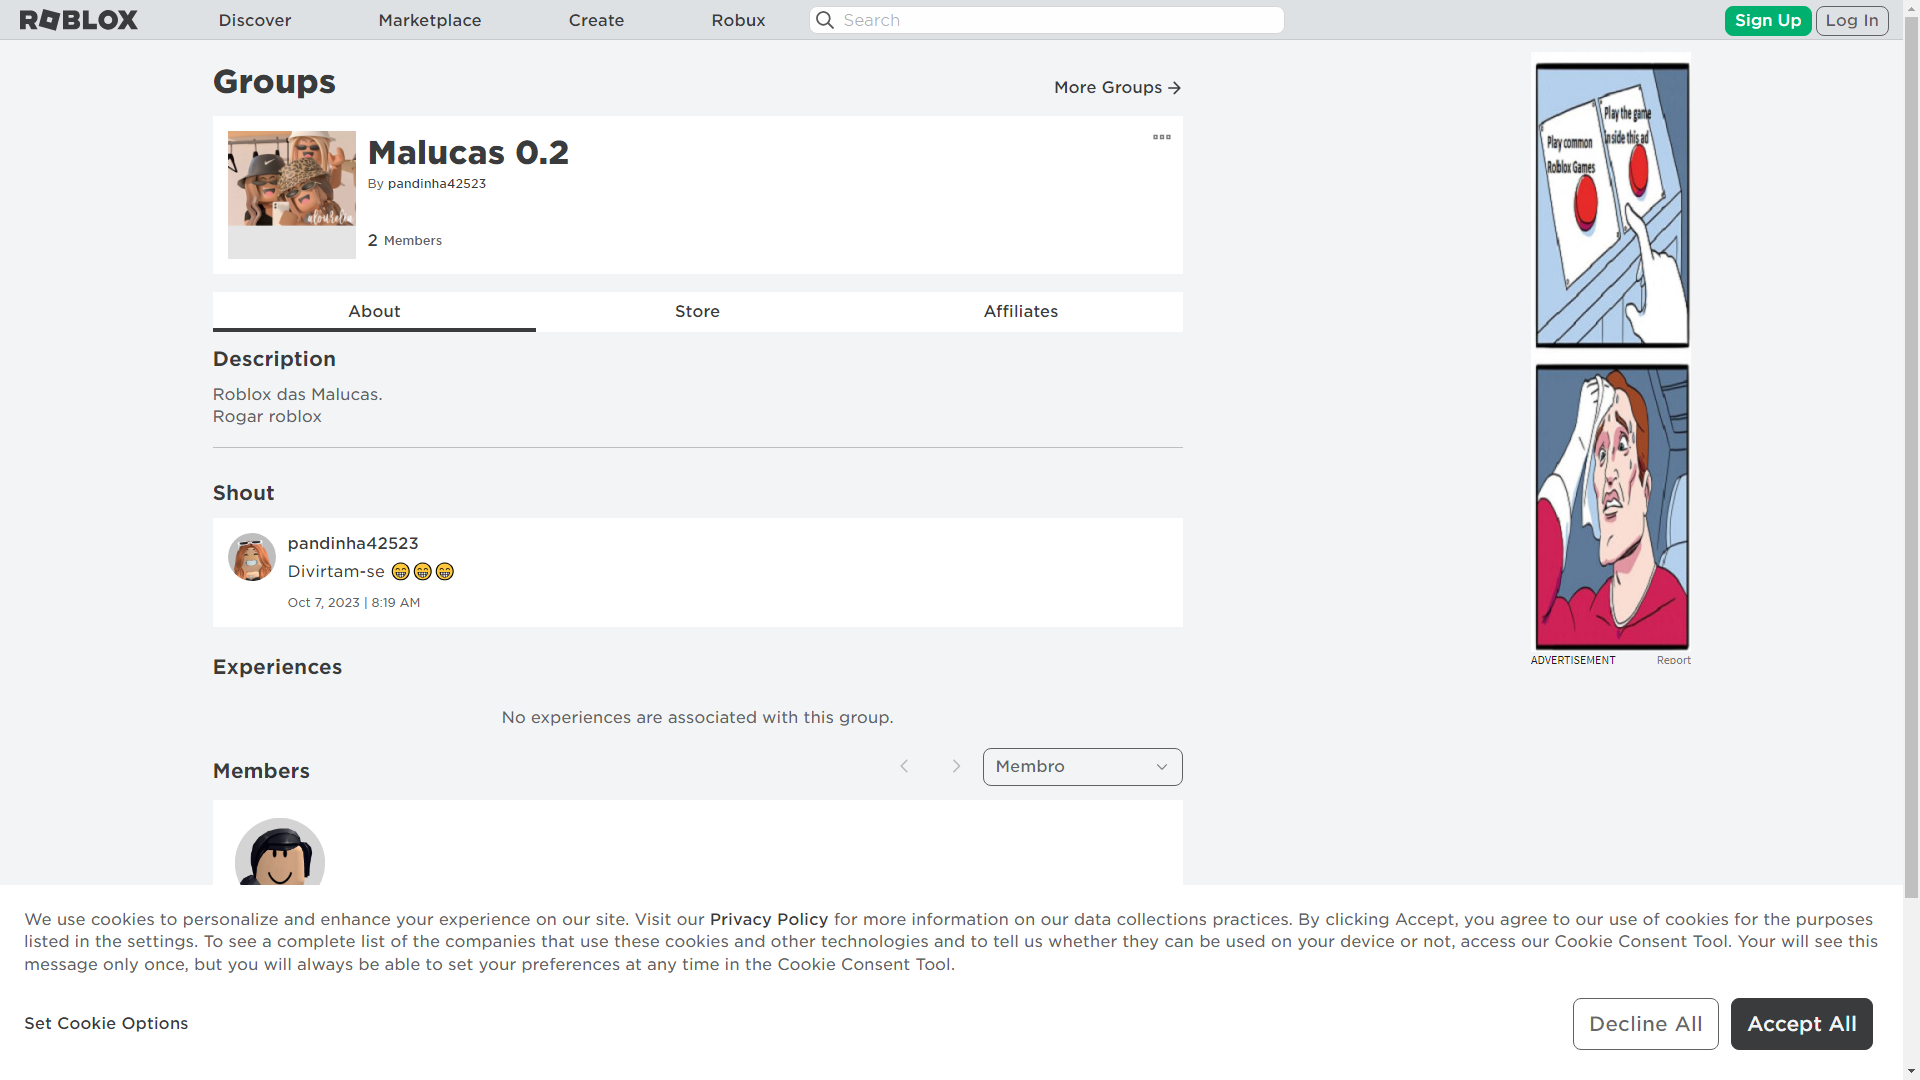 ROBLOX Discover Marketplace Create Robux Search Sign Up Log In
Groups
More Groups
Malucas 0.2
By pandinha42523
alourelia
2 Members
About Store Affiliates
Description
Roblox das Malucas.
Rogar roblox
Shout
pandinha42523
Divirtam-se 😁😁😁
Oct 7, 2023 | 8:19 AM
Experiences
No experiences are associated with this group.
Members
Membro
Play common
Roblox Games
Play the game
inside this ad
ADVERTISEMENT Report
We use cookies to personalize and enhance your experience on our site. Visit our Privacy Policy for more information on our data collections practices. By clicking Accept, you agree to our use of cookies for the purposes
listed in the settings. To see a complete list of the companies that use these cookies and other technologies and to tell us whether they can be used on your device or not, access our Cookie Consent Tool. Your will see this
message only once, but you will always be able to set your preferences at any time in the Cookie Consent Tool.
Set Cookie Options
Decline All
Accept All